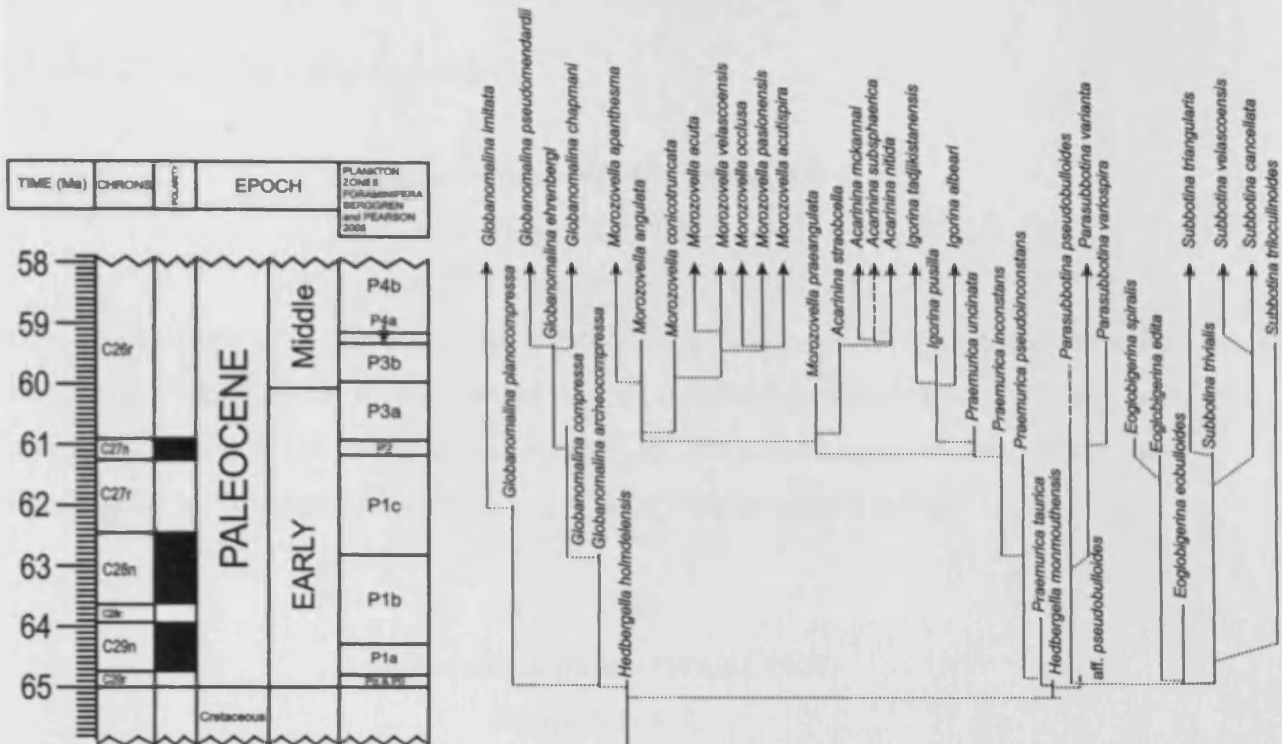 TIME (Ma)
CHRONS
POLARITY
EPOCH
PLANKTON
ZONES
FORAMINIFERA
BERGGREN
and PEARSON
2005
58
59
60
61
62
63
64
65
C26r
C27n
C27r
C28n
C28r
C29n
C29r
PALEOCENE
Cretaceous
Middle
EARLY
P4b
P4a
P3b
P3a
P2
P1c
P1b
P1a
Globanomalina imitata
Globanomalina planocompressa
Globanomalina pseudomendardii
Globanomalina ehrenbergi
Globanomalina chapmani
Globanomalina compressa
Globanomalina archeocompressa
Hedbergella holmdelensis
Morozovella apanthesma
Morozovella angulata
Morozovella conicotruncata
Morozovella acuta
Morozovella velascoensis
Morozovella occlusa
Morozovella pasionensis
Morozovella acutispira
Morozovella praeangulata
Acarinina straobcella
Acarinina mckannai
Acarinina subsphaerica
Acarinina nitida
Igorina tadjikistanensis
Igorina pusilla
Igorina albeari
Praemurica uncinata
Praemurica inconstans
Praemurica pseudoinconstans
Praemurica taurica
Hedbergella monmouthensis
Parasubbotina pseudobulloides
aff. pseudobulloides
Parasubbotina varianta
Parasubbotina variospira
Eoglobigerina spiralis
Eoglobigerina edita
Eoglobigerina eobulloides
Subbotina triangularis
Subbotina trivialis
Subbotina velascoensis
Subbotina cancellata
Subbotina triloculinoides